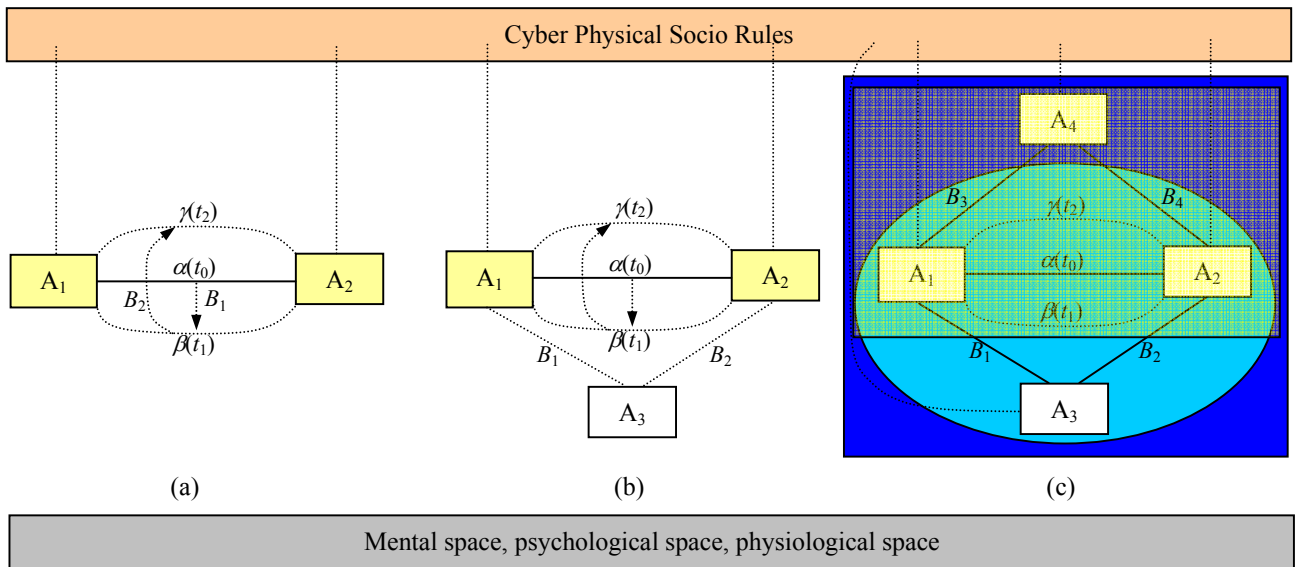 Cyber Physical Socio Rules
γ(t₂)
A₁
α(t₀)
A₂
B₂
B₁
β(t₁)
(a)
γ(t₂)
A₁
α(t₀)
A₂
β(t₁)
B₁
B₂
A₃
(b)
A₄
B₃
B₄
γ(t₂)
A₁
α(t₀)
A₂
β(t₁)
B₁
B₂
A₃
(c)
Mental space, psychological space, physiological space